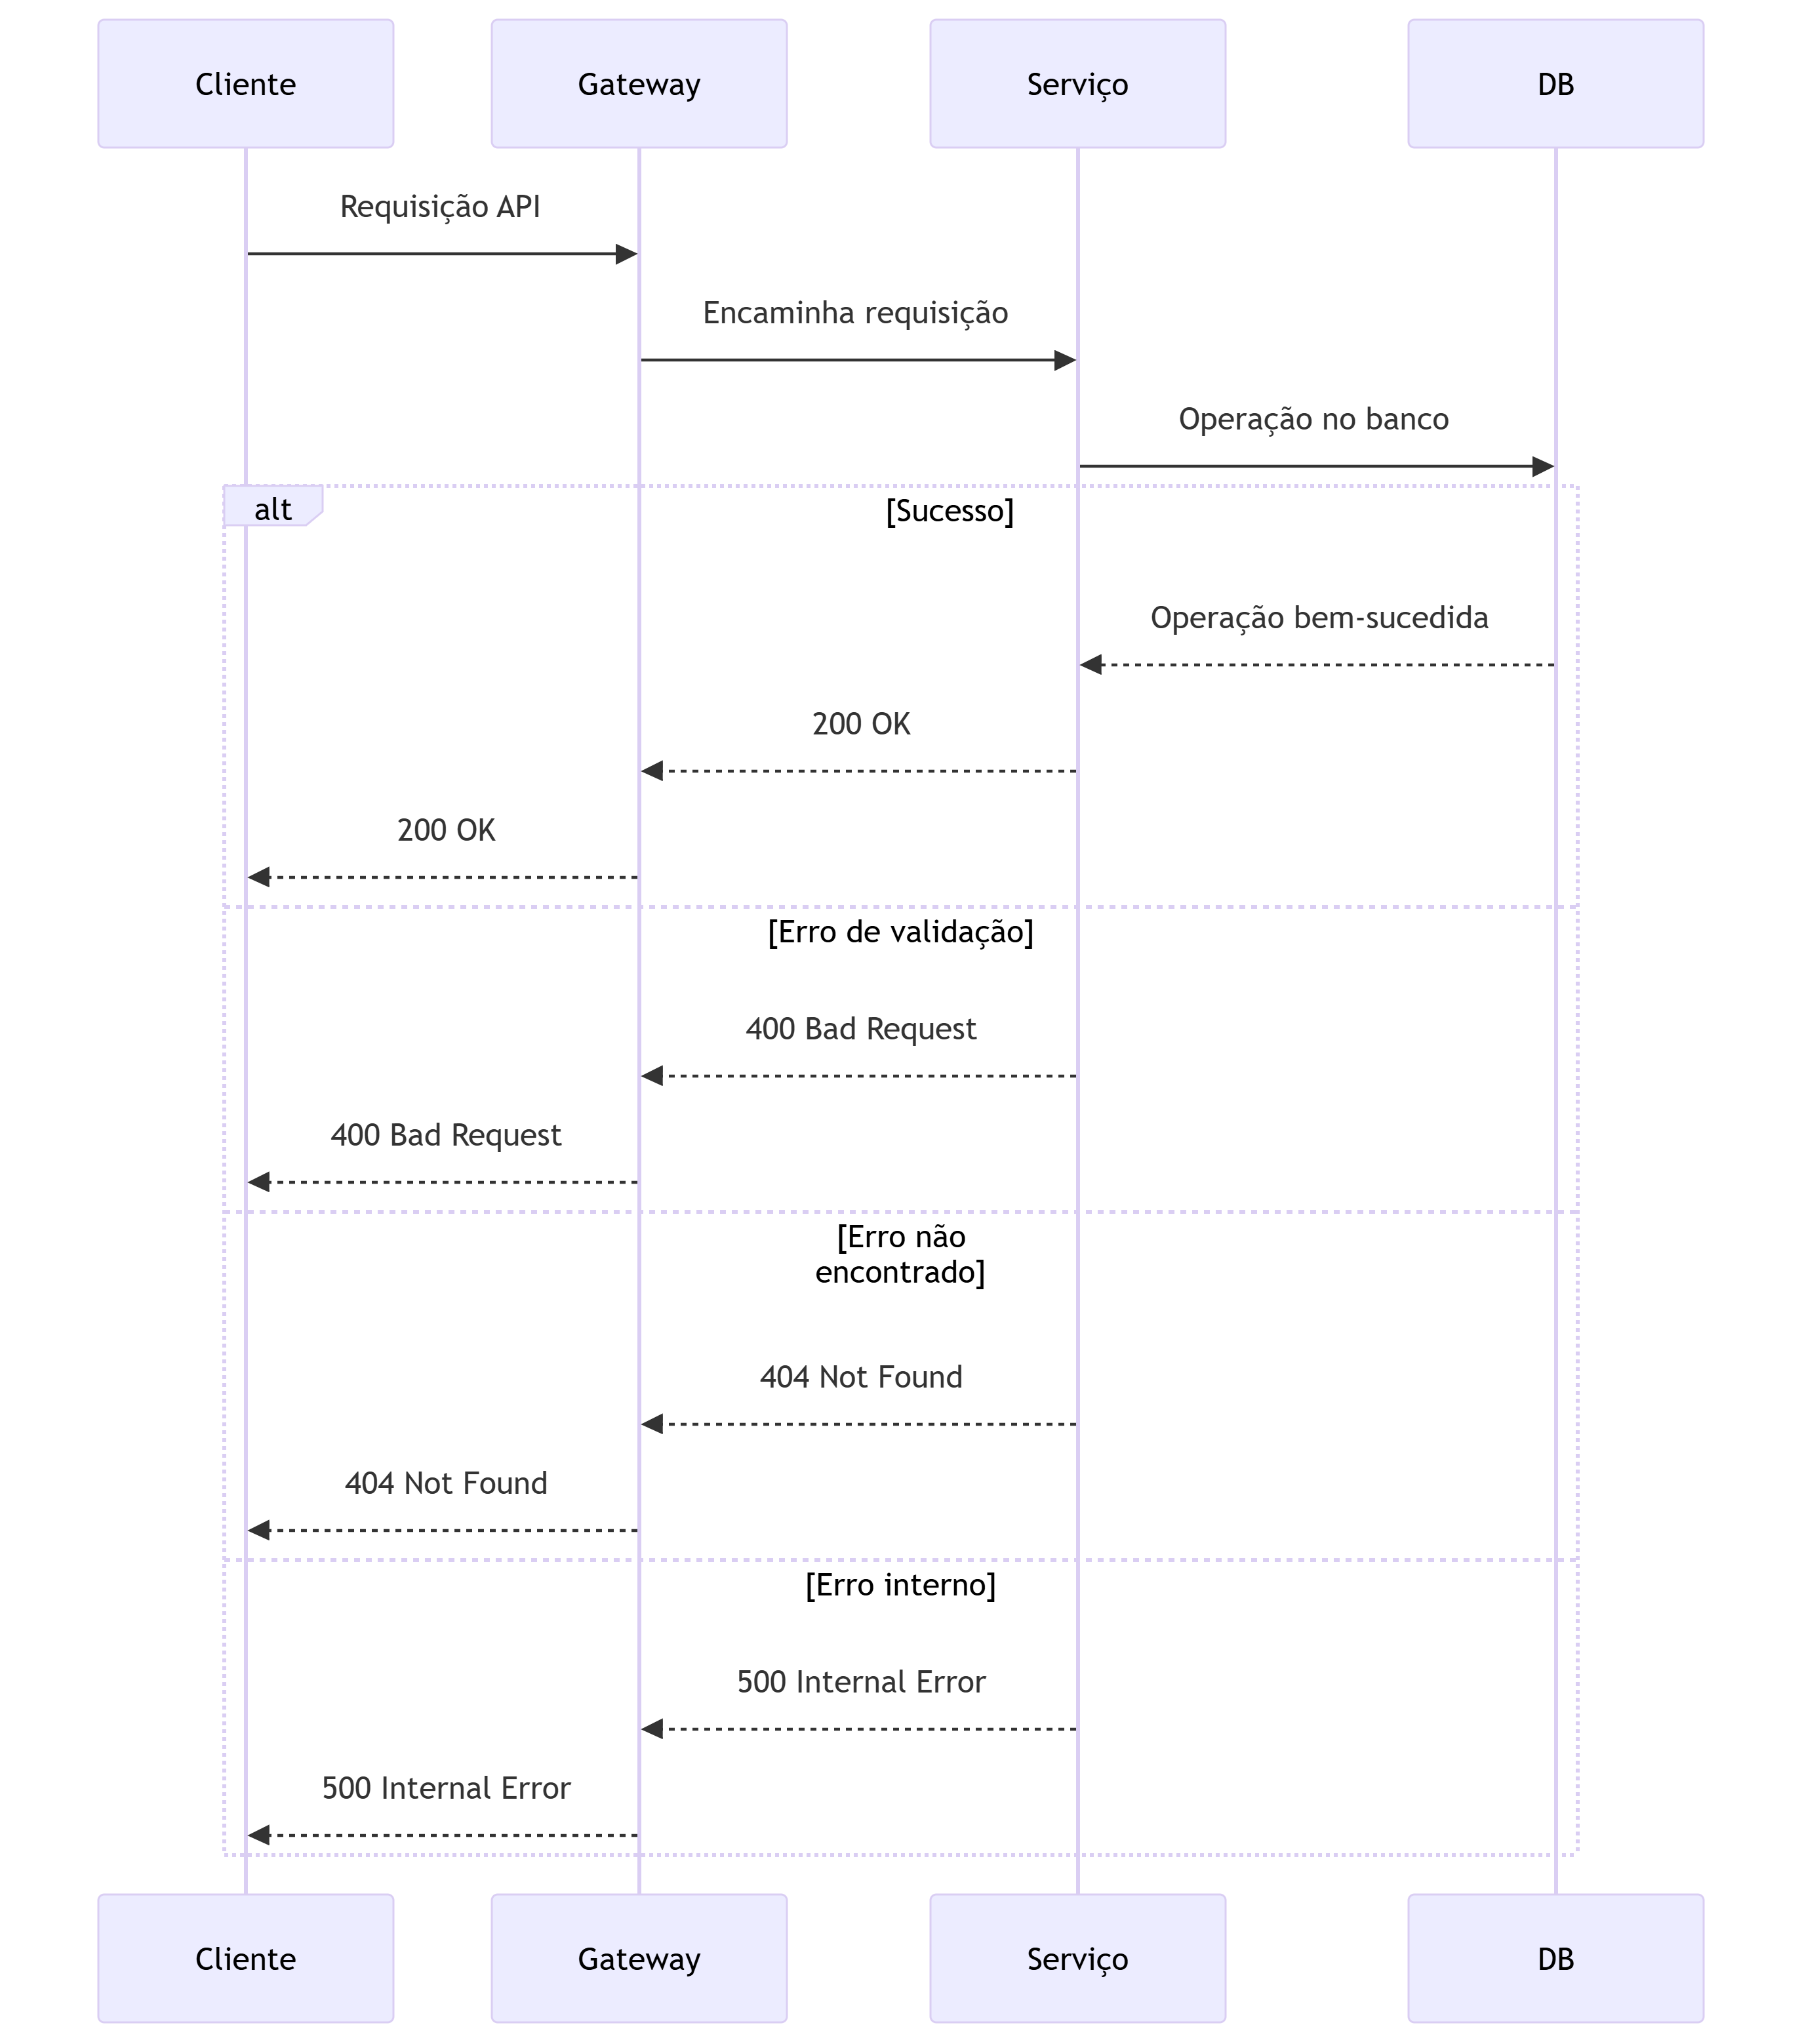 Cliente
Gateway
Serviço
DB
Requisição API
Encaminha requisição
Operação no banco
alt
[Sucesso]
Operação bem-sucedida
200 OK
200 OK
[Erro de validação]
400 Bad Request
400 Bad Request
[Erro não
encontrado]
404 Not Found
404 Not Found
[Erro interno]
500 Internal Error
500 Internal Error
Cliente
Gateway
Serviço
DB